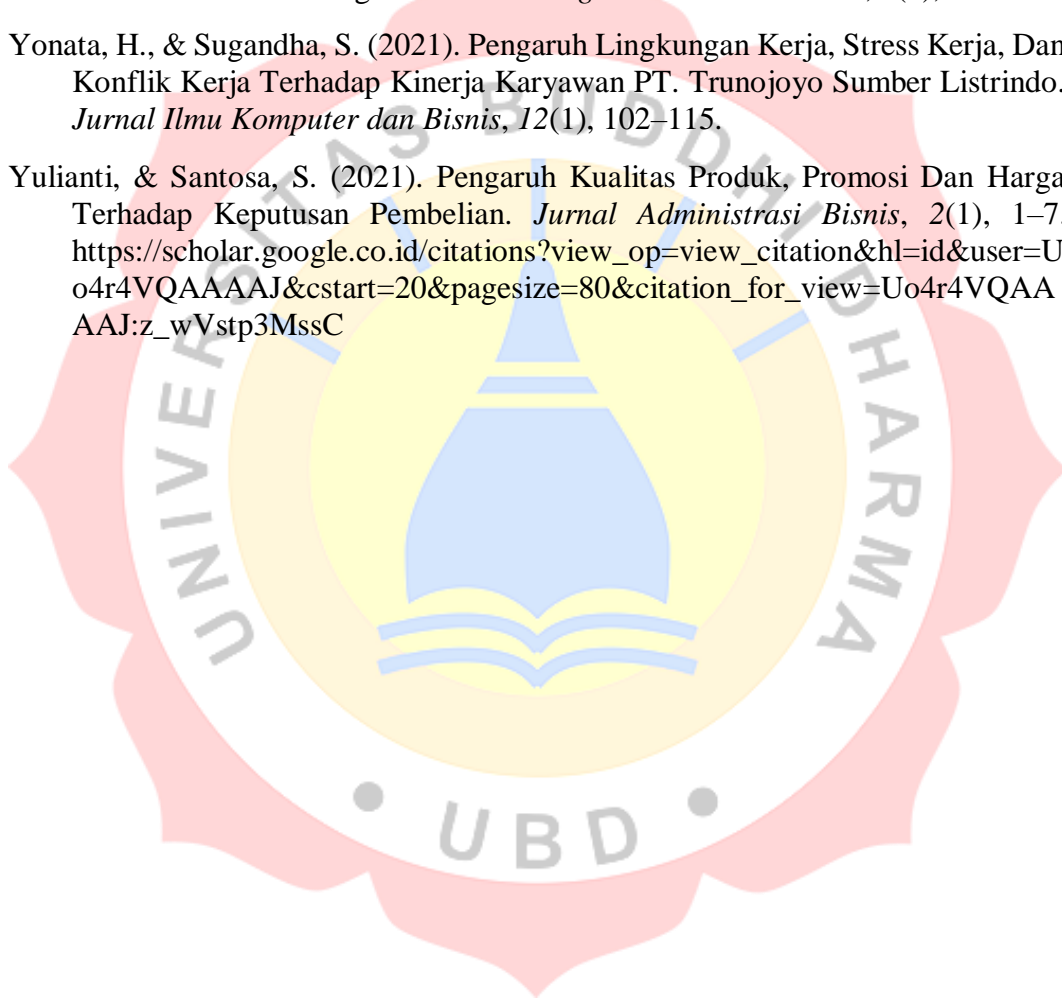 Yonata, H., & Sugandha, S. (2021). Pengaruh Lingkungan Kerja, Stress Kerja, Dan
Konflik Kerja Terhadap Kinerja Karyawan PT. Trunojoyo Sumber Listrindo.
Jurnal Ilmu Komputer dan Bisnis, 12(1), 102–115.
Yulianti, & Santosa, S. (2021). Pengaruh Kualitas Produk, Promosi Dan Harga
Terhadap Keputusan Pembelian. Jurnal Administrasi Bisnis, 2(1), 1–7.
https://scholar.google.co.id/citations?view_op=view_citation&hl=id&user=U
o4r4VQAAAAJ&cstart=20&pagesize=80&citation_for_view=Uo4r4VQAA
AAJ:z_wVstp3MssC
UNIVERSITAS BUDDHI DHARMA
• UBD •